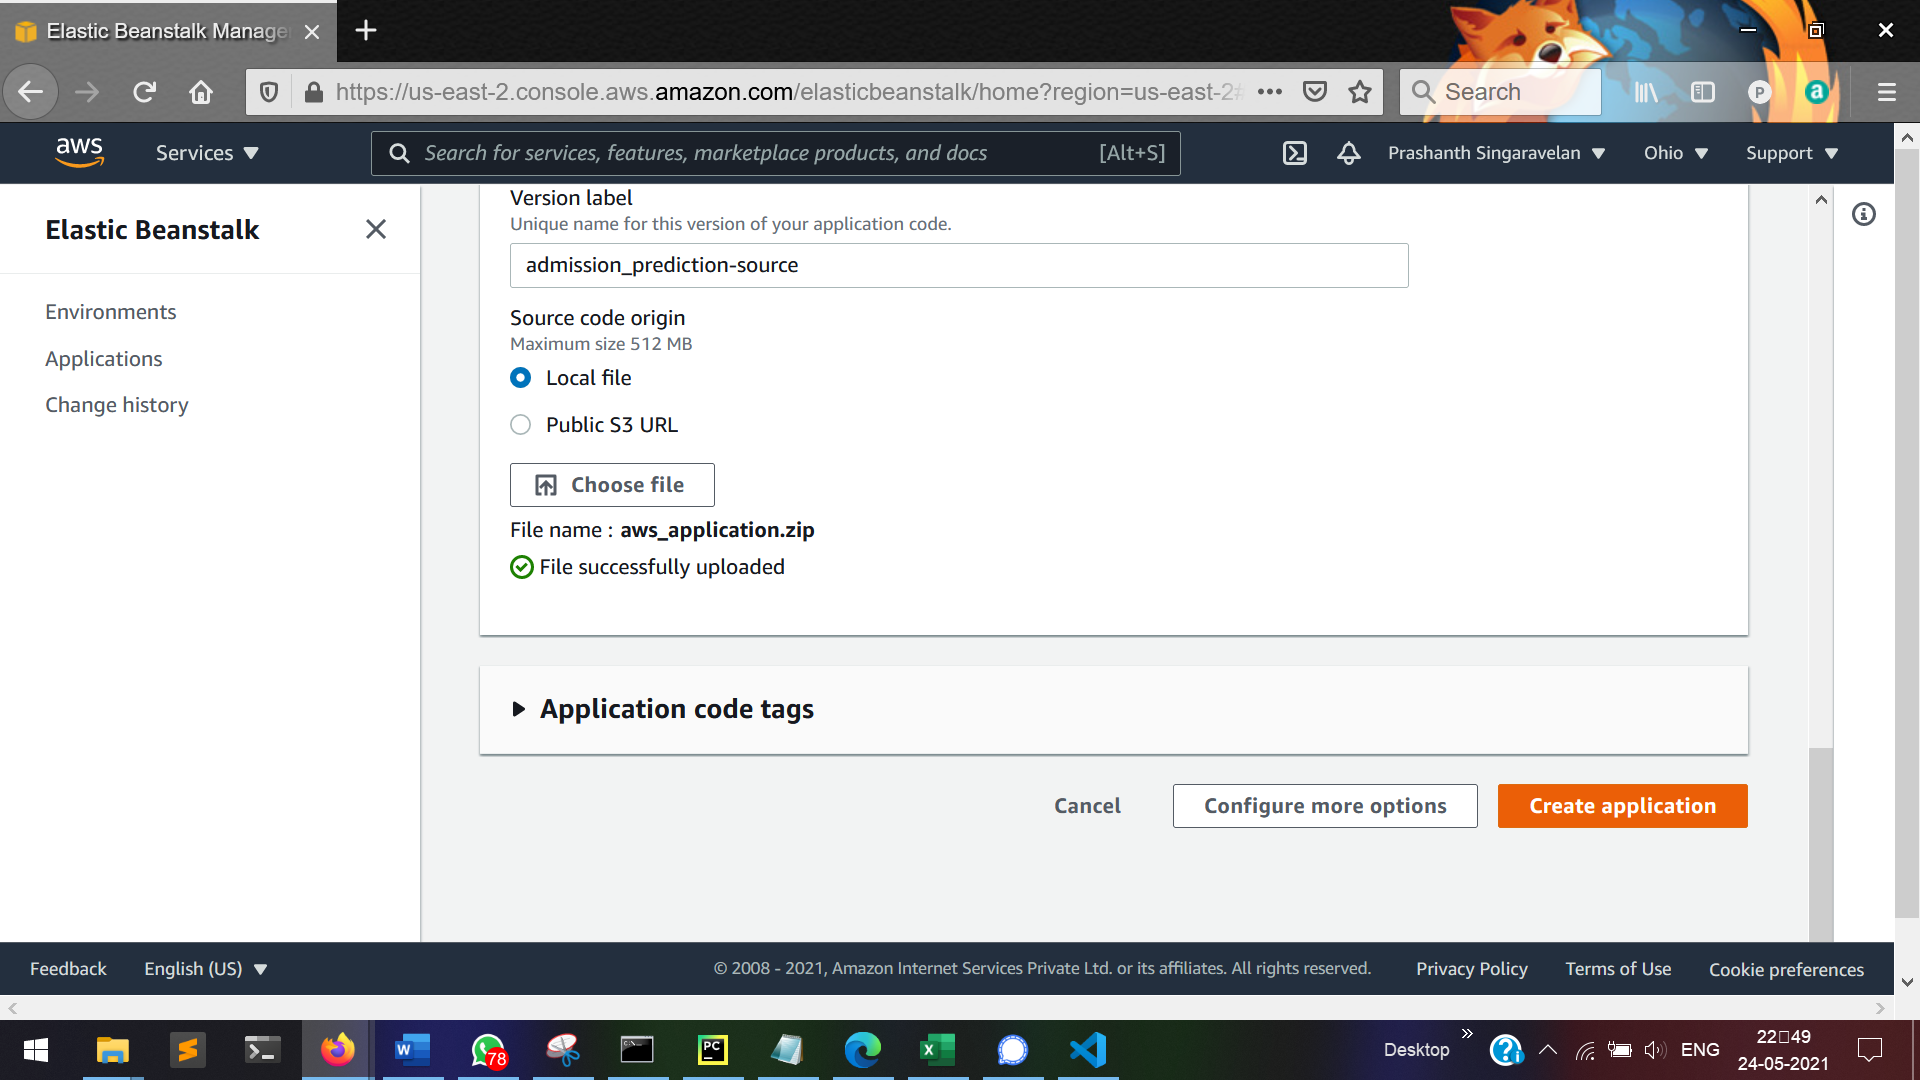 Elastic Beanstalk Manage
https://us-east-2.console.aws.amazon.com/elasticbeanstalk/home?region=us-east-2#
Search
P
a
aws
Services
Search for services, features, marketplace products, and docs
[Alt+S]
Prashanth Singaravelan
Ohio
Support
Elastic Beanstalk
Environments
Applications
Change history
Version label
Unique name for this version of your application code.
admission_prediction-source
Source code origin
Maximum size 512 MB
Local file
Public S3 URL
Choose file
File name : aws_application.zip
File successfully uploaded
Application code tags
Cancel
Configure more options
Create application
Feedback
English (US)
© 2008 - 2021, Amazon Internet Services Private Ltd. or its affiliates. All rights reserved.
Privacy Policy
Terms of Use
Cookie preferences
W
78
C:\
PC
X
Desktop
ENG
22▯49
24-05-2021